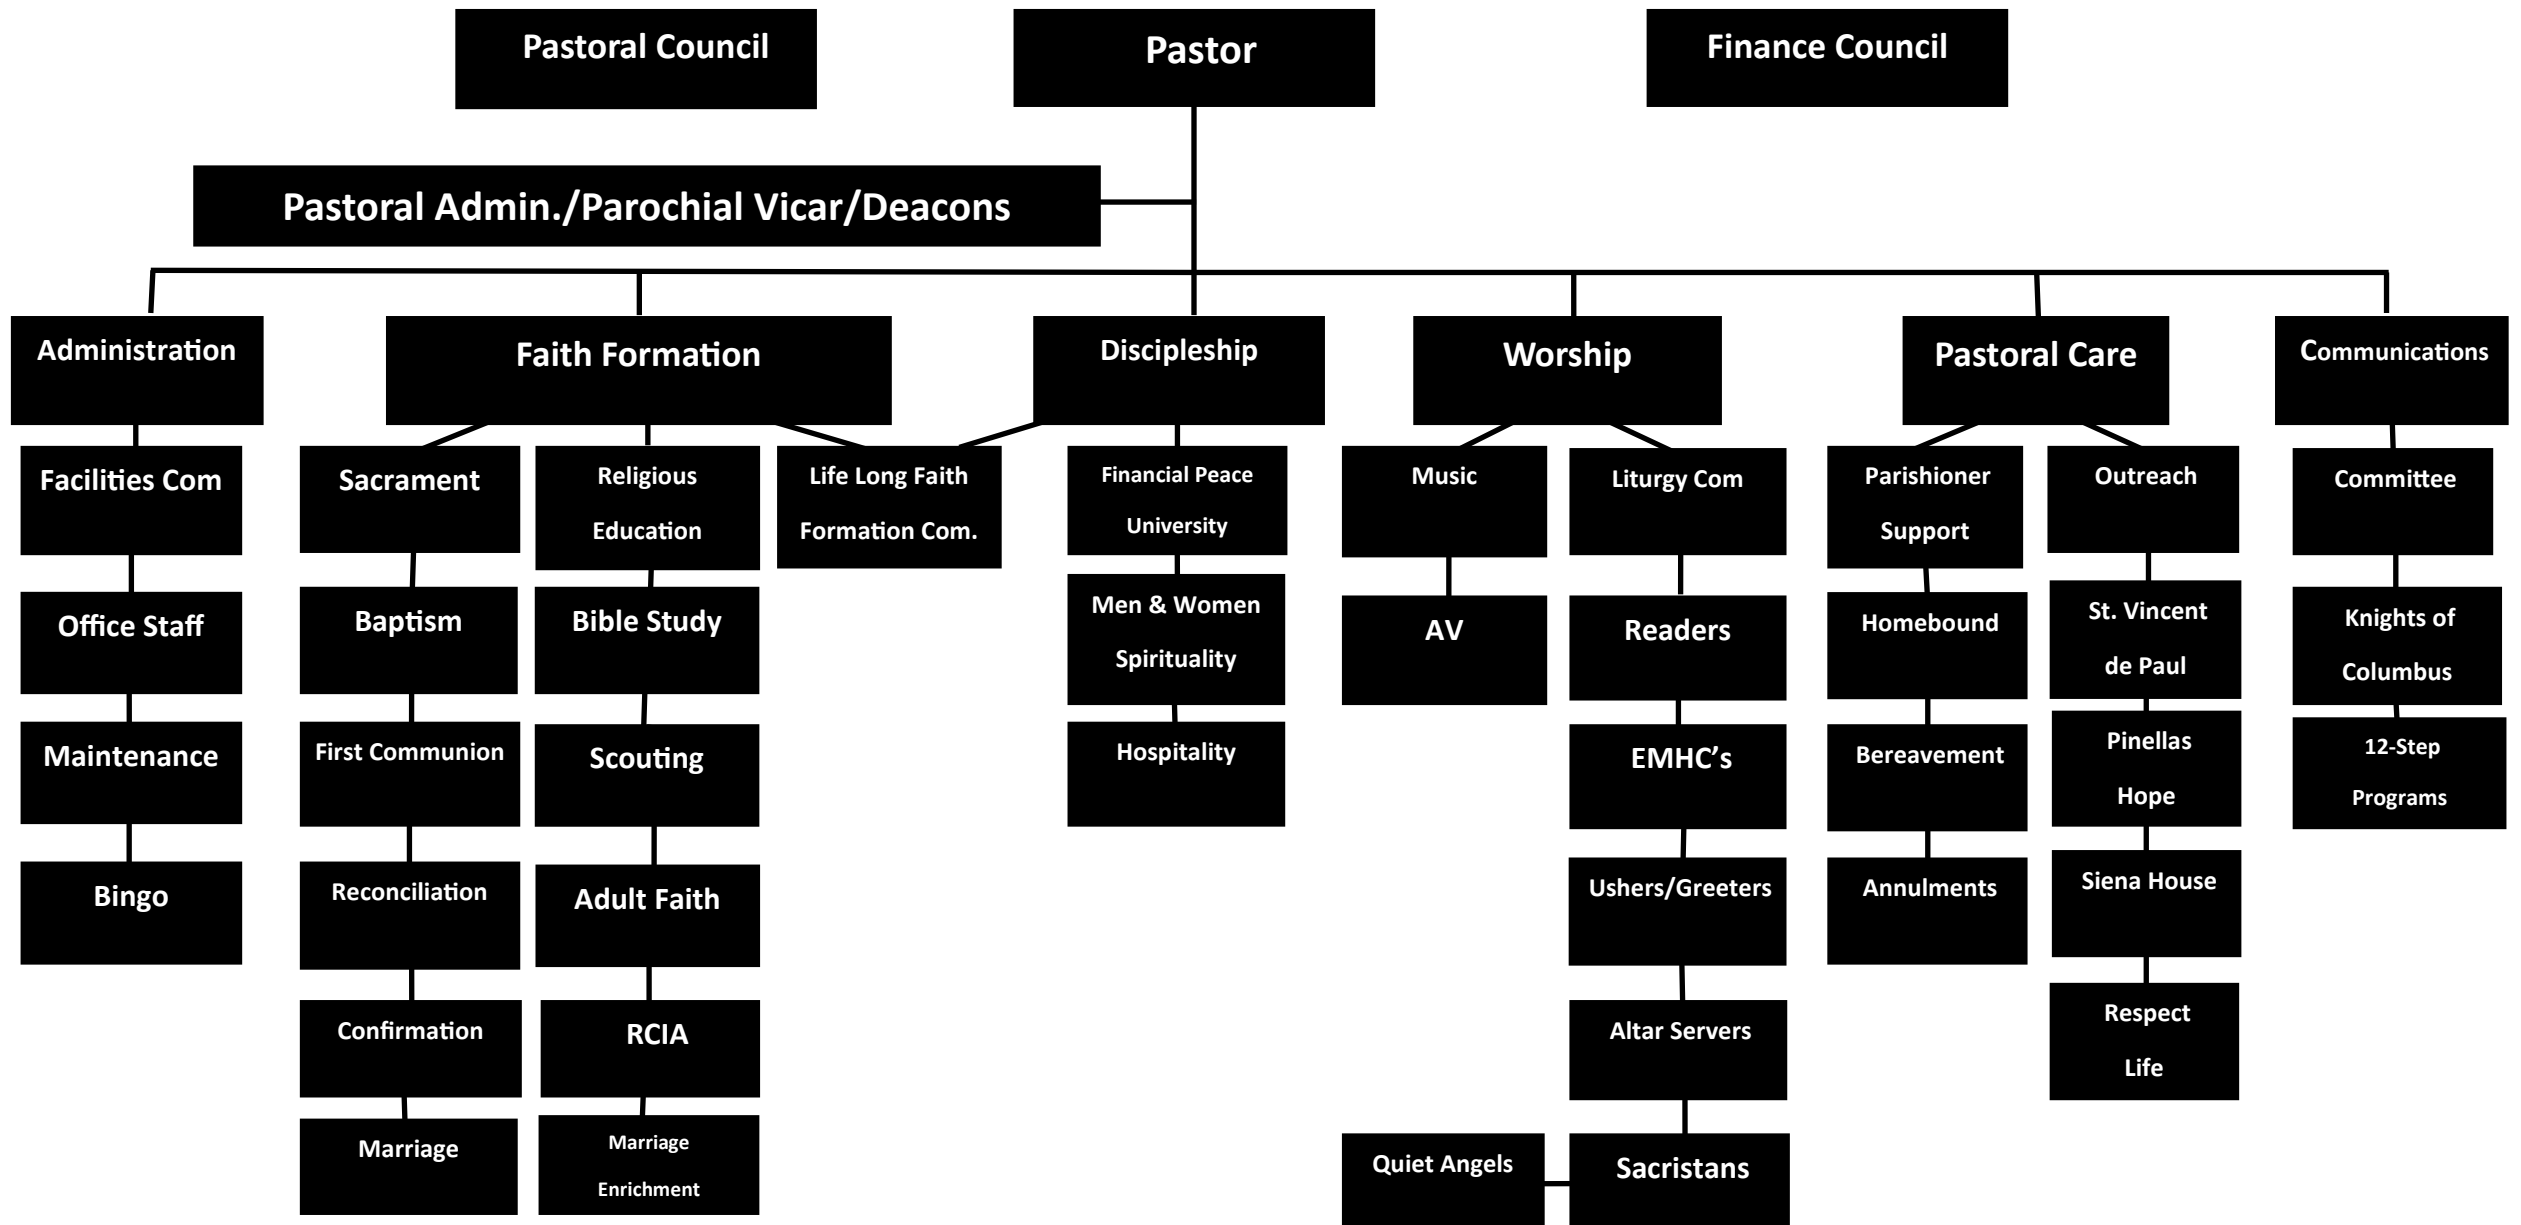 Pastoral Council
Pastor
Finance Council
Pastoral Admin./Parochial Vicar/Deacons
Administration
Faith Formation
Discipleship
Worship
Pastoral Care
Communications
Facilities Com
Office Staff
Maintenance
Bingo
Sacrament
Baptism
First Communion
Reconciliation
Confirmation
Marriage
Religious
Education
Bible Study
Scouting
Adult Faith
RCIA
Marriage
Enrichment
Life Long Faith
Formation Com.
Financial Peace
University
Men & Women
Spirituality
Hospitality
Music
AV
Liturgy Com
Readers
EMHC’s
Ushers/Greeters
Altar Servers
Sacristans
Quiet Angels
Parishioner
Support
Homebound
Bereavement
Annulments
Outreach
St. Vincent
de Paul
Pinellas
Hope
Siena House
Respect
Life
Committee
Knights of
Columbus
12-Step
Programs